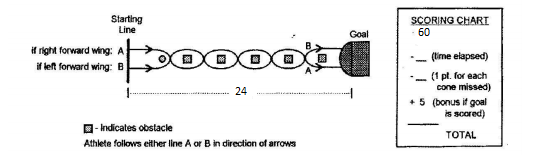 Starting
Line
Goal
if right forward wing: A
B
if left forward wing: B
A
24
- Indicates obstacle
Athlete follows either line A or B in direction of arrows
SCORING CHART
60
- __ (time elapsed)
- __ (1 pt. for each
cone missed)
+ 5 (bonus if goal
is scored)
TOTAL